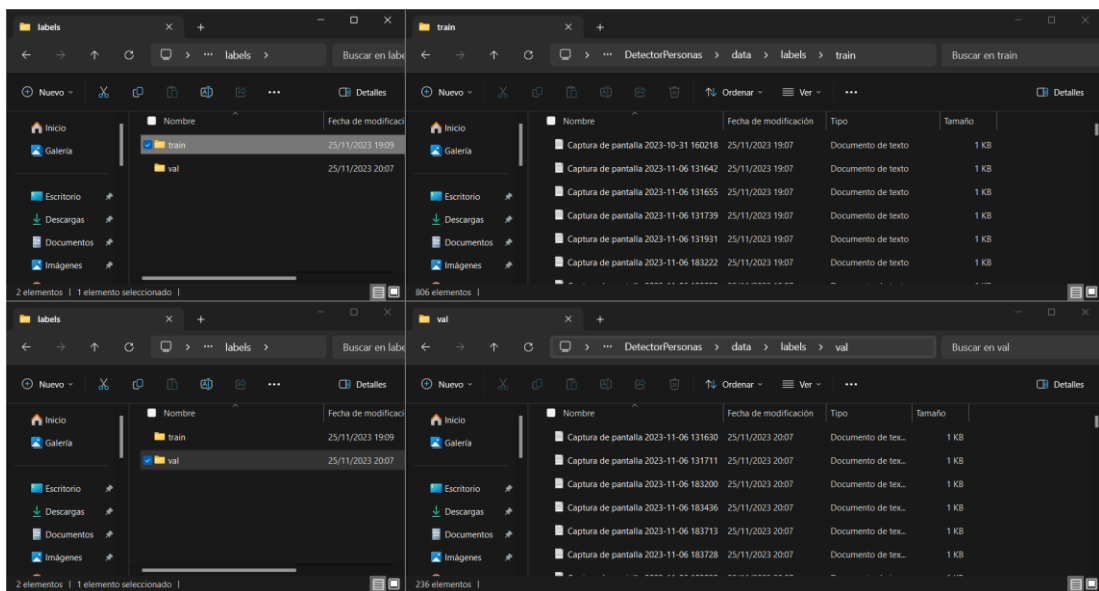 labels
Buscar en labe
Nuevo
Detalles
Nombre
Fecha de modificaci
Inicio
Galería
train 25/11/2023 19:09
val 25/11/2023 20:07
Escritorio
Descargas
Documentos
Imágenes
2 elementos | 1 elemento seleccionado |
train
DetectorPersonas > data > labels > train
Buscar en train
Nuevo
Ordenar
Ver
Detalles
Nombre Fecha de modificación Tipo Tamaño
Inicio
Galería
Escritorio
Descargas
Documentos
Imágenes
Captura de pantalla 2023-10-31 160218 25/11/2023 19:07 Documento de texto 1 KB
Captura de pantalla 2023-11-06 131642 25/11/2023 19:07 Documento de texto 1 KB
Captura de pantalla 2023-11-06 131655 25/11/2023 19:07 Documento de texto 1 KB
Captura de pantalla 2023-11-06 131739 25/11/2023 19:07 Documento de texto 1 KB
Captura de pantalla 2023-11-06 131931 25/11/2023 19:07 Documento de texto 1 KB
Captura de pantalla 2023-11-06 183222 25/11/2023 19:07 Documento de texto 1 KB
806 elementos |
labels
labels >
Buscar en labe
Nuevo
Detalles
Nombre
Fecha de modificaci
Inicio
Galería
train 25/11/2023 19:09
val 25/11/2023 20:07
Escritorio
Descargas
Documentos
Imágenes
2 elementos | 1 elemento seleccionado |
val
DetectorPersonas > data > labels > val
Buscar en val
Nuevo
Ordenar
Ver
Detalles
Nombre Fecha de modificación Tipo Tamaño
Inicio
Galería
Escritorio
Descargas
Documentos
Imágenes
Captura de pantalla 2023-11-06 131630 25/11/2023 20:07 Documento de tex... 1 KB
Captura de pantalla 2023-11-06 131711 25/11/2023 20:07 Documento de tex... 1 KB
Captura de pantalla 2023-11-06 183200 25/11/2023 20:07 Documento de tex... 1 KB
Captura de pantalla 2023-11-06 183436 25/11/2023 20:07 Documento de tex... 1 KB
Captura de pantalla 2023-11-06 183713 25/11/2023 20:07 Documento de tex... 1 KB
Captura de pantalla 2023-11-06 183728 25/11/2023 20:07 Documento de tex... 1 KB
236 elementos |